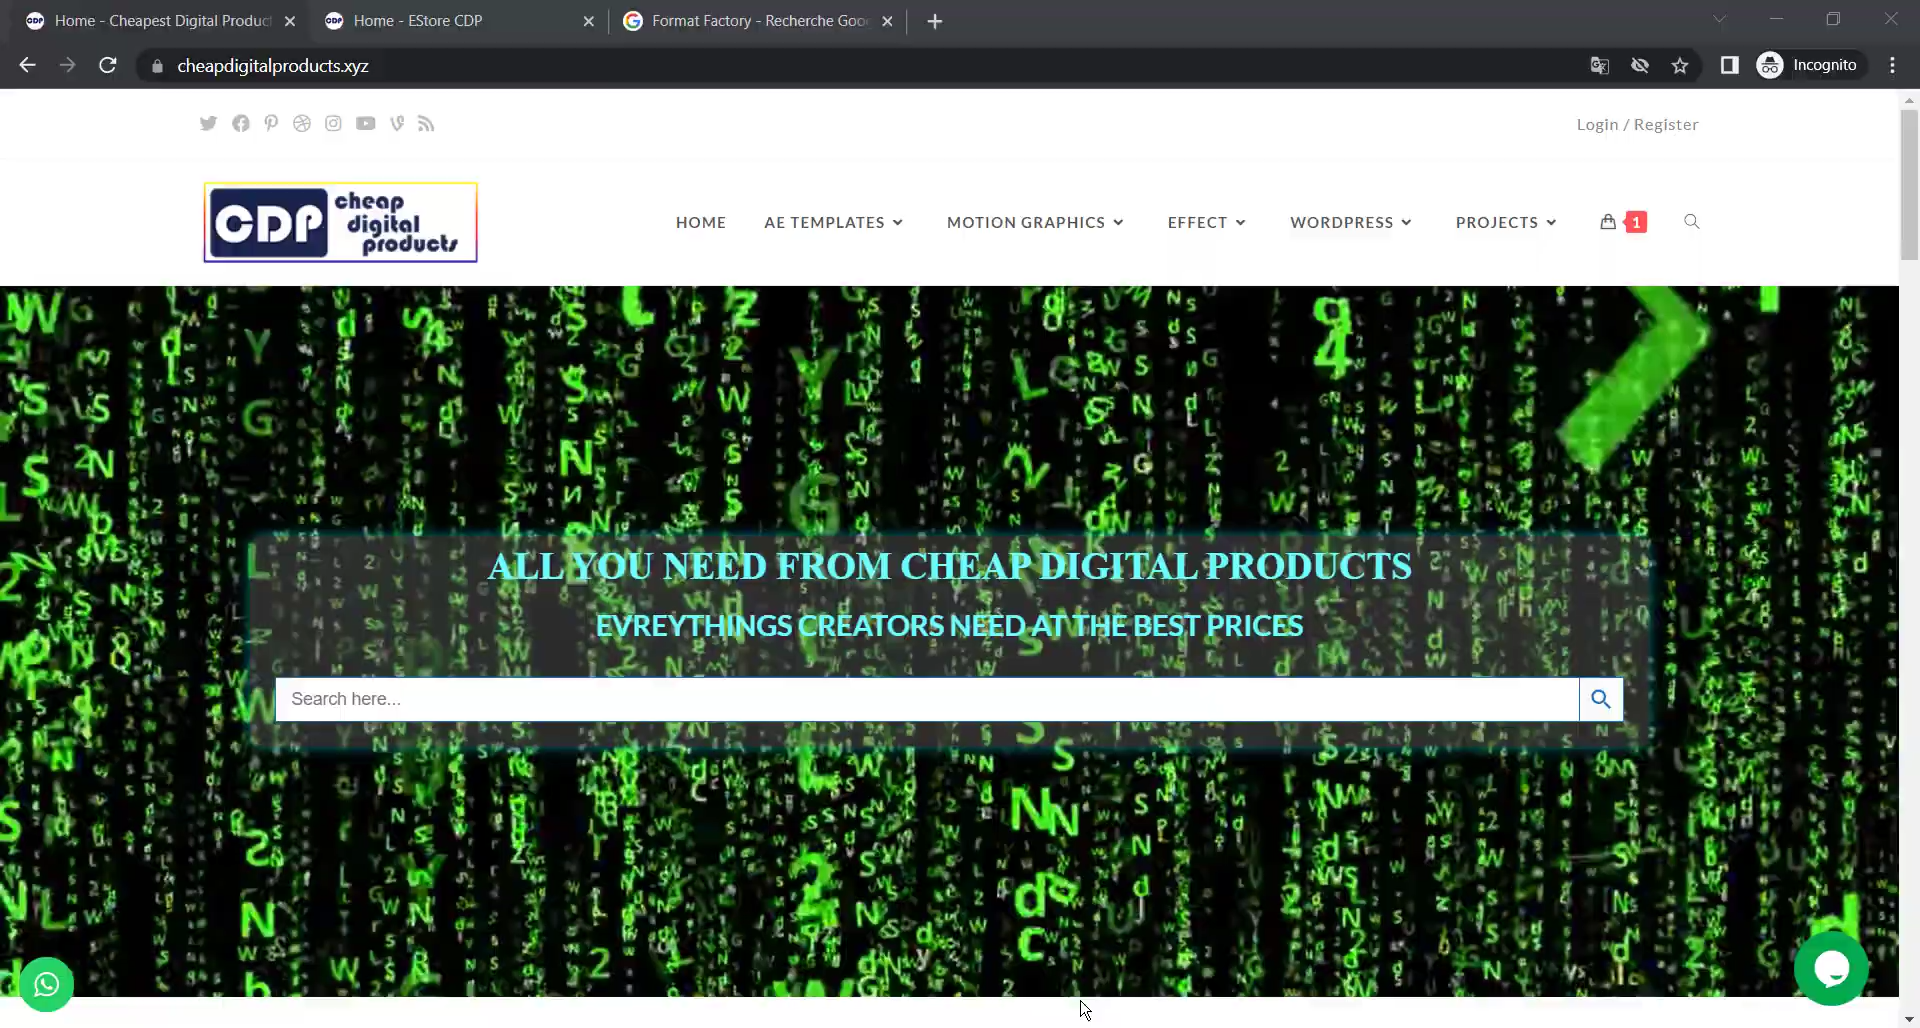 Home - Cheapest Digital Produc
Home - EStore CDP
Format Factory - Recherche Goo
cheapdigitalproducts.xyz
Incognito
Login / Register
CDP cheap digital products
HOME
AE TEMPLATES
MOTION GRAPHICS
EFFECT
WORDPRESS
PROJECTS
1
ALL YOU NEED FROM CHEAP DIGITAL PRODUCTS
EVREYTHINGS CREATORS NEED AT THE BEST PRICES
Search here...